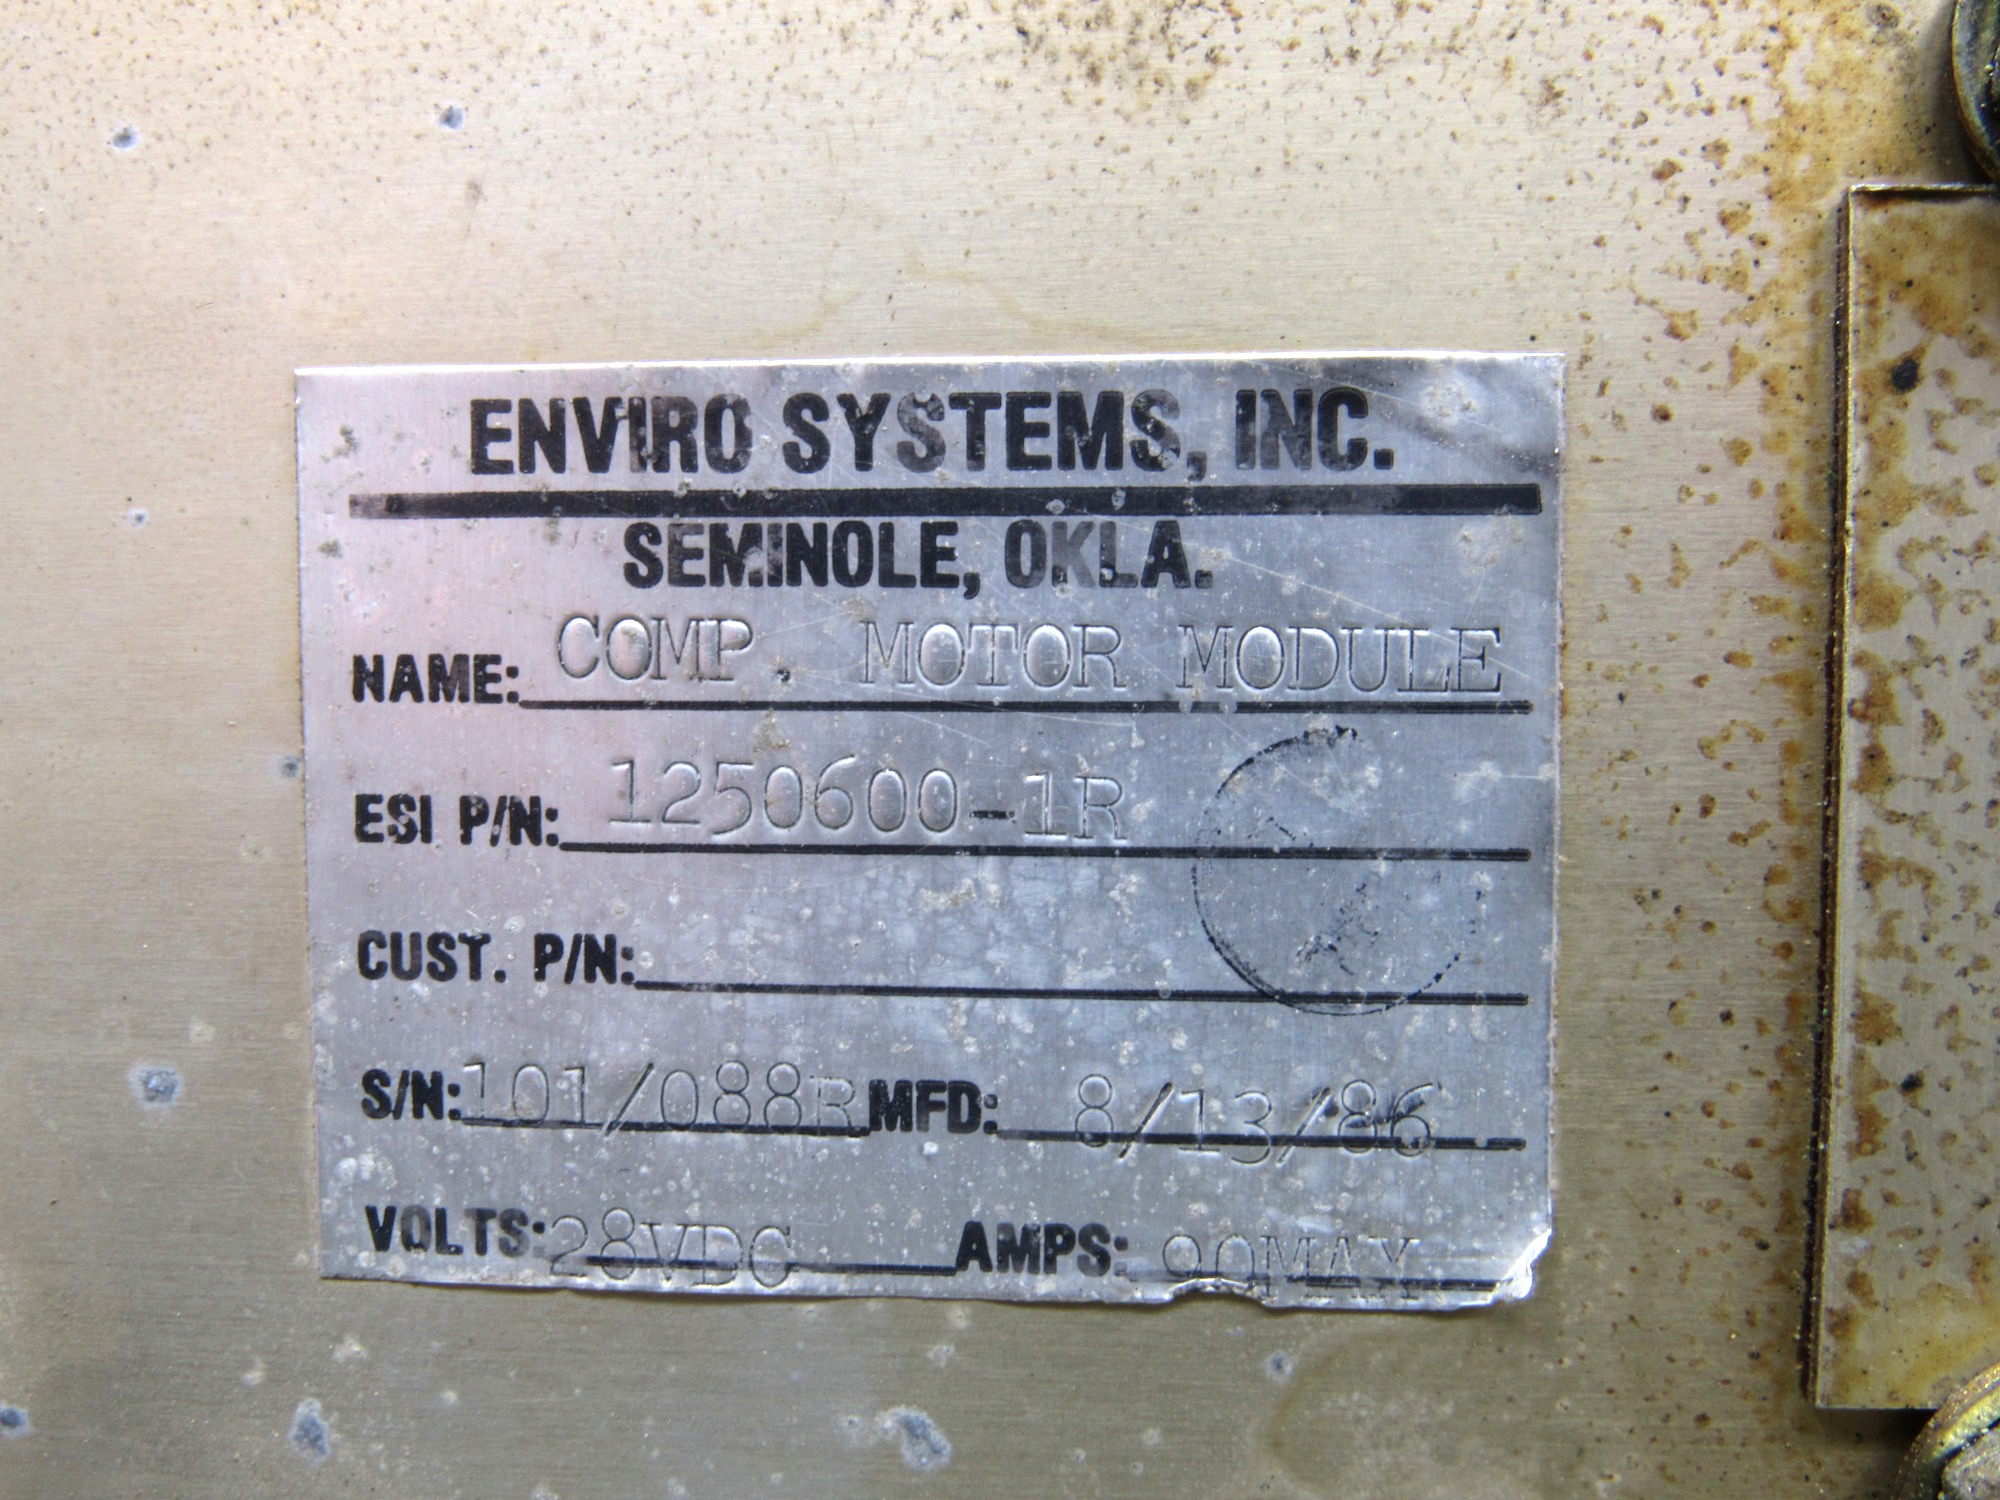 ENVIRO SYSTEMS, INC.
SEMINOLE, OKLA.
NAME: COMP. MOTOR MODULE
ESI P/N: 1250600-1R
CUST. P/N:
S/N: 101/088R MFD: 8/13/86
VOLTS: 28VDC AMPS: 90MAX